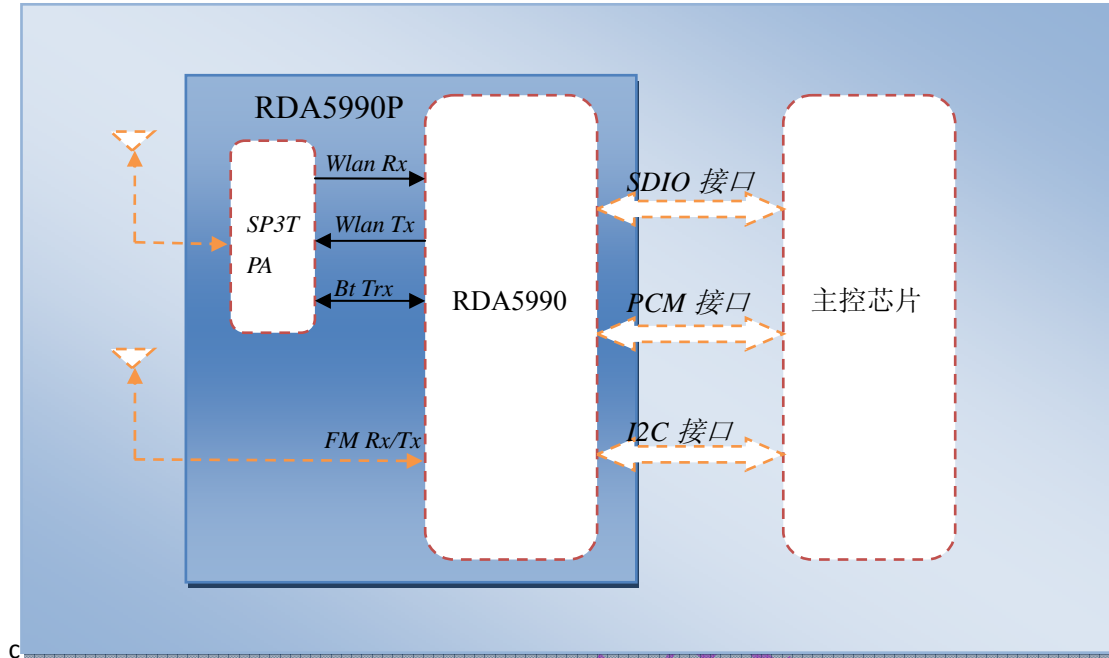 RDA5990P
Wlan Rx
SDIO 接口
SP3T
Wlan Tx
PA
Bt Trx
RDA5990
PCM 接口
主控芯片
FM Rx/Tx
I2C 接口
c